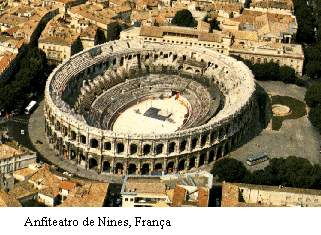 Anfiteatro de Nines, França